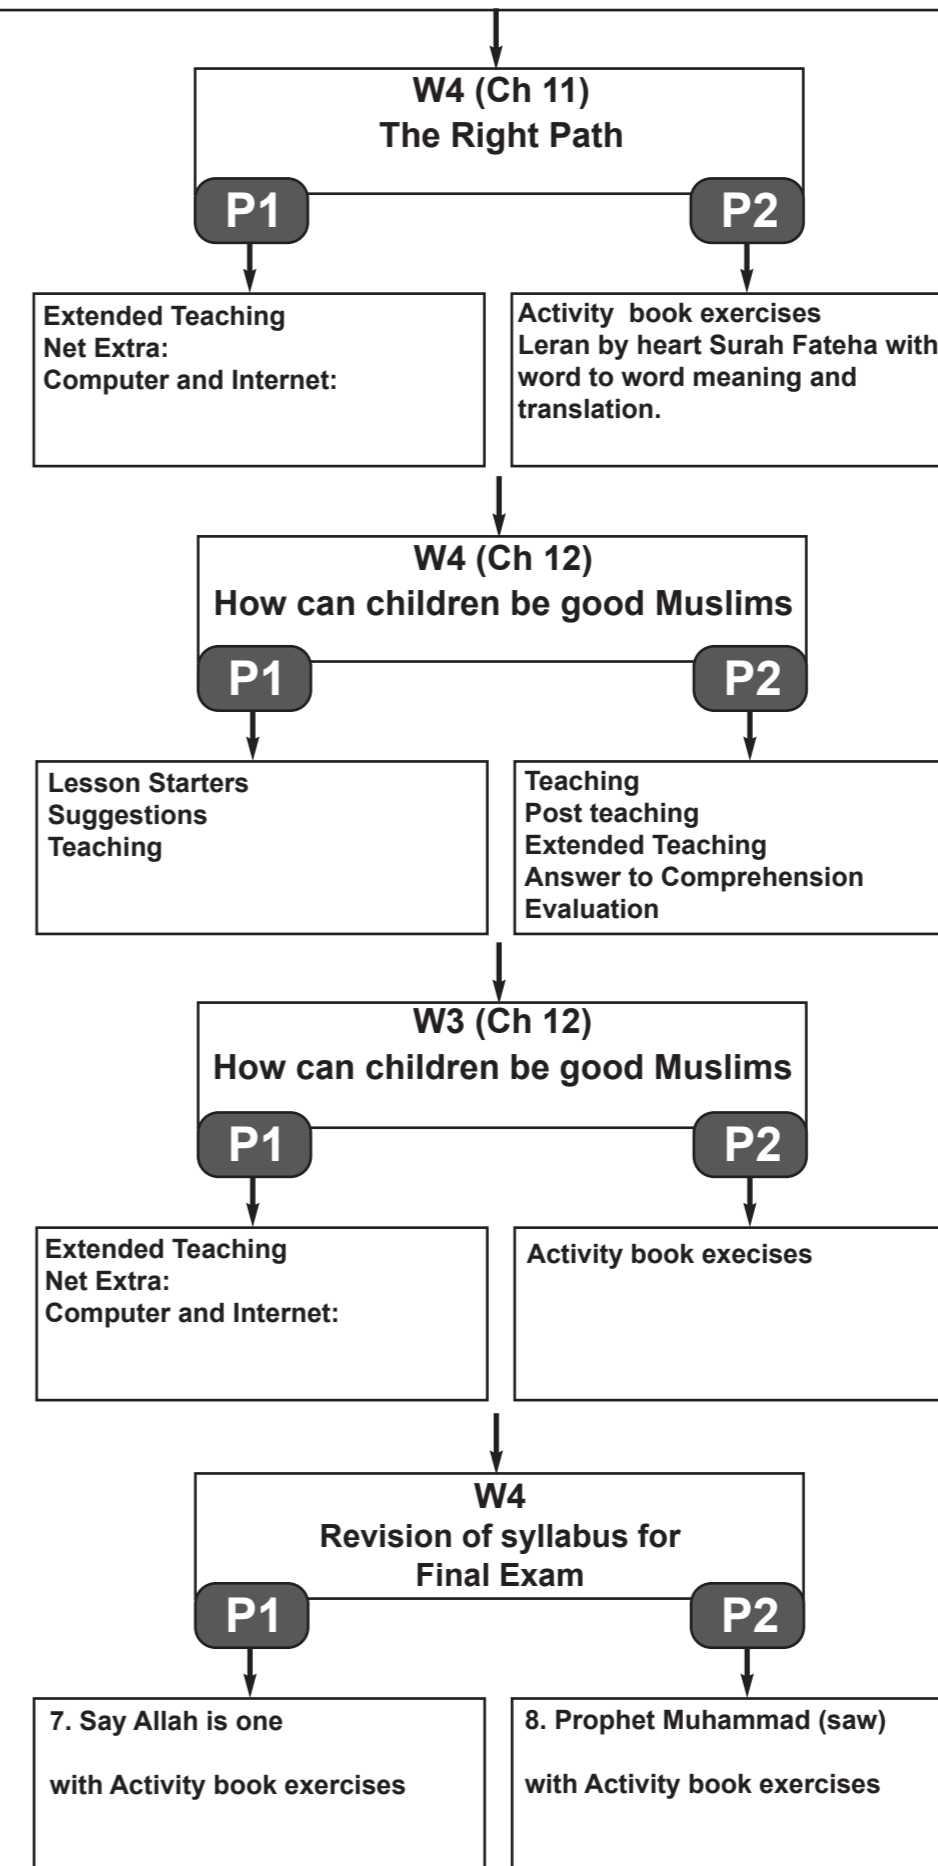 W4 (Ch 11)
The Right Path
P1
P2
Extended Teaching
Net Extra:
Computer and Internet:
Activity  book exercises
Leran by heart Surah Fateha with
word to word meaning and
translation.
W4 (Ch 12)
How can children be good Muslims
P1
P2
Lesson Starters
Suggestions
Teaching
Teaching
Post teaching
Extended Teaching
Answer to Comprehension
Evaluation
W3 (Ch 12)
How can children be good Muslims
P1
P2
Extended Teaching
Net Extra:
Computer and Internet:
Activity book execises
W4
Revision of syllabus for
Final Exam
P1
P2
7. Say Allah is one
with Activity book exercises
8. Prophet Muhammad (saw)
with Activity book exercises